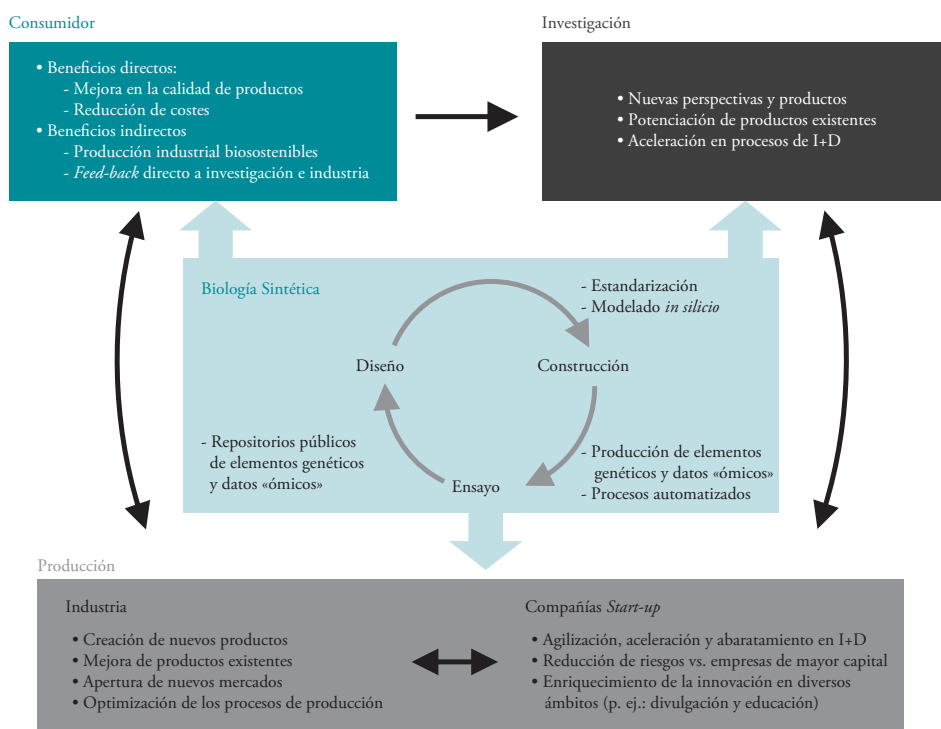 Consumidor
• Beneficios directos:
- Mejora en la calidad de productos
- Reducción de costes
• Beneficios indirectos
- Producción industrial biosostenibles
- Feed-back directo a investigación e industria
Investigación
• Nuevas perspectivas y productos
• Potenciación de productos existentes
• Aceleración en procesos de I+D
Biología Sintética
- Estandarización
- Modelado in silicio
Diseño
Construcción
- Repositorios públicos
de elementos genéticos
y datos «ómicos»
- Producción de elementos
genéticos y datos «ómicos»
- Procesos automatizados
Ensayo
Producción
Industria
• Creación de nuevos productos
• Mejora de productos existentes
• Apertura de nuevos mercados
• Optimización de los procesos de producción
Compañías Start-up
• Agilización, aceleración y abaratamiento en I+D
• Reducción de riesgos vs. empresas de mayor capital
• Enriquecimiento de la innovación en diversos
ámbitos (p. ej.: divulgación y educación)